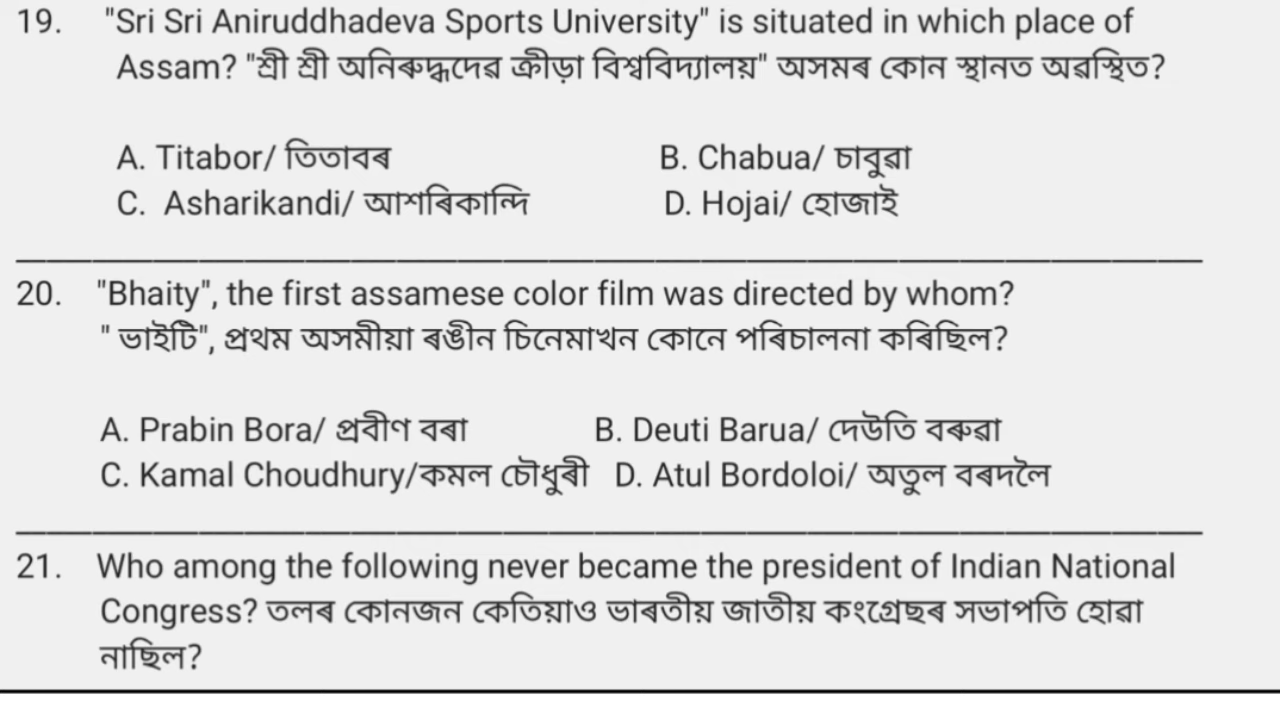 19. "Sri Sri Aniruddhadeva Sports University" is situated in which place of
Assam? "শ্ৰী শ্ৰী অনিৰুদ্ধদেৱ ক্ৰীড়া বিশ্ববিদ্যালয়" অসমৰ কোন স্থানত অৱস্থিত?
A. Titabor/ তিতাবৰ B. Chabua/ চাবুৱা
C. Asharikandi/ আশৰিকান্দি D. Hojai/ হোজাই
20. "Bhaity", the first assamese color film was directed by whom?
" ভাইটি", প্ৰথম অসমীয়া ৰঙীন চিনেমাখন কোনে পৰিচালনা কৰিছিল?
A. Prabin Bora/ প্ৰবীণ বৰা B. Deuti Barua/ দেউতি বৰুৱা
C. Kamal Choudhury/কমল চৌধুৰী D. Atul Bordoloi/ অতুল বৰদলৈ
21. Who among the following never became the president of Indian National
Congress? তলৰ কোনজন কেতিয়াও ভাৰতীয় জাতীয় কংগ্ৰেছৰ সভাপতি হোৱা
নাছিল?